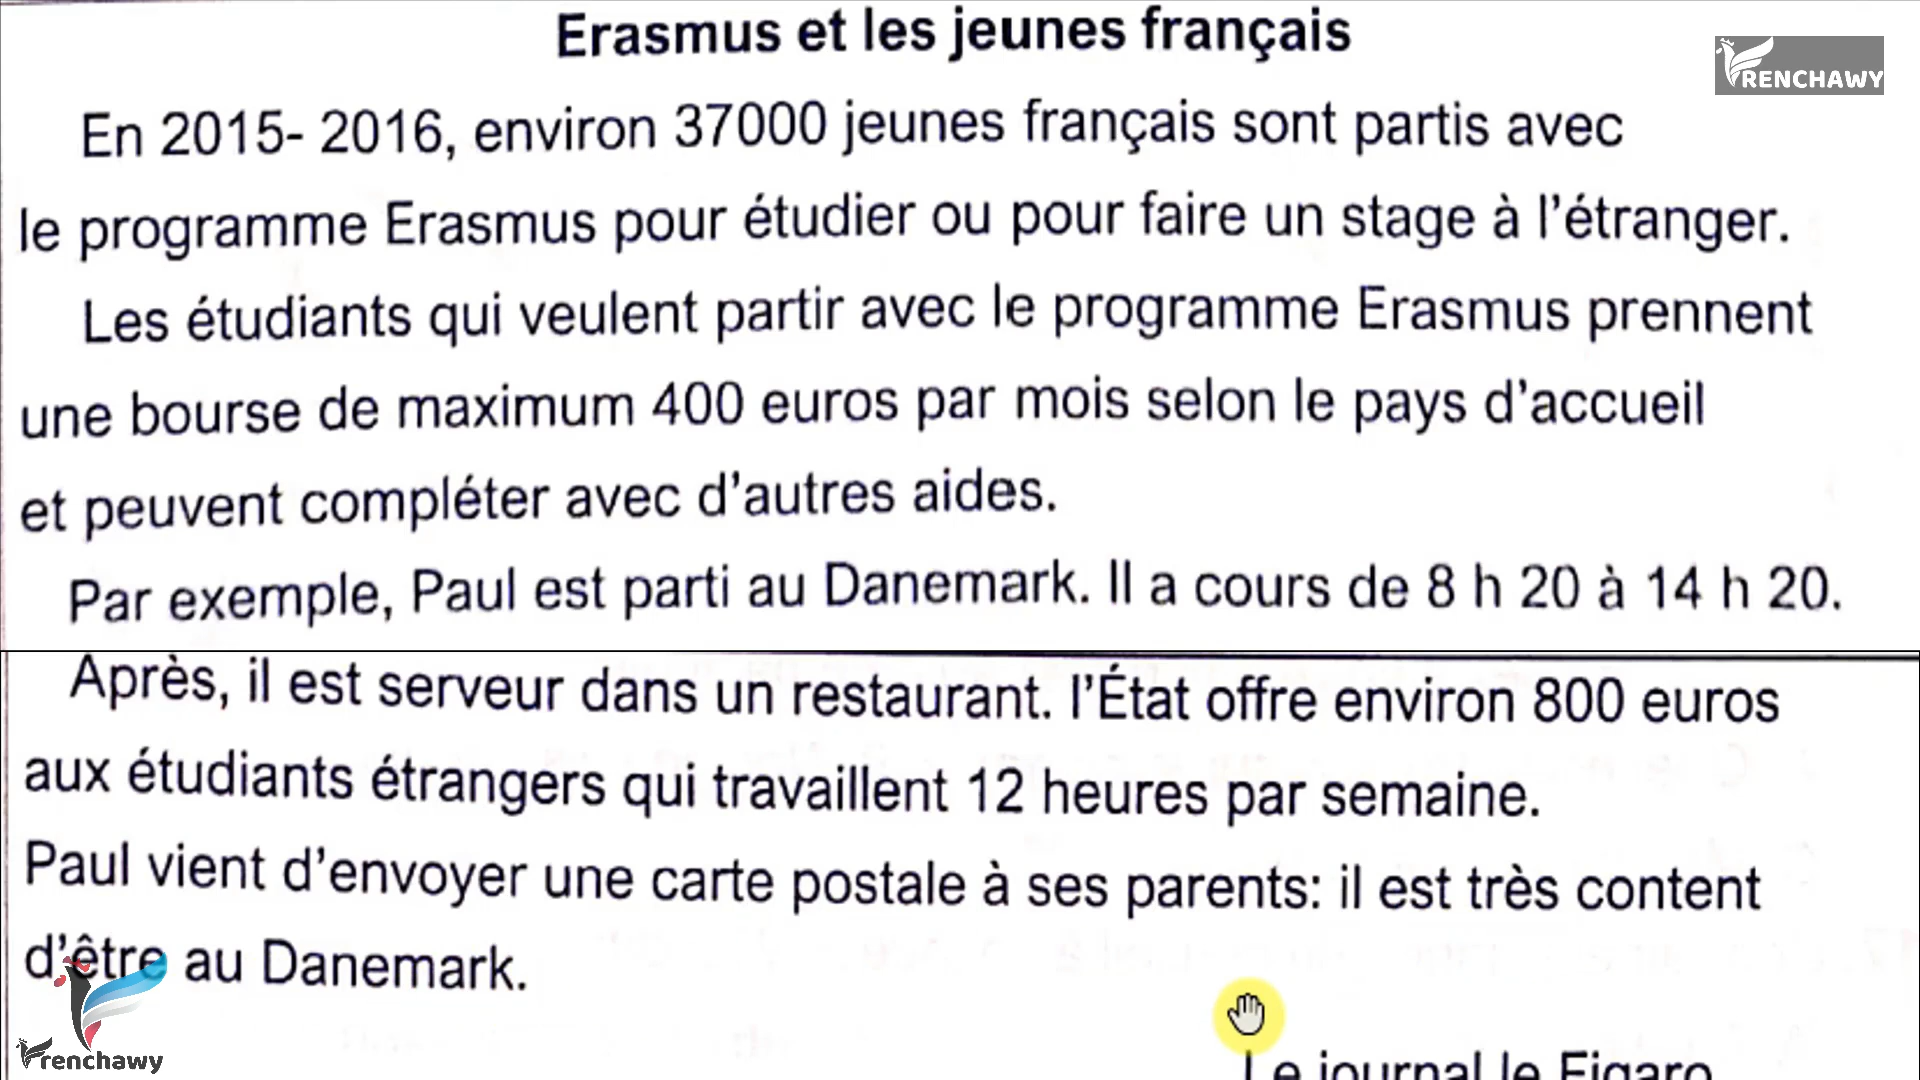 Erasmus et les jeunes français
FRENCHAWY
En 2015- 2016, environ 37000 jeunes français sont partis avec
le programme Erasmus pour étudier ou pour faire un stage à l'étranger.
Les étudiants qui veulent partir avec le programme Erasmus prennent
une bourse de maximum 400 euros par mois selon le pays d'accueil
et peuvent compléter avec d'autres aides.
Par exemple, Paul est parti au Danemark. Il a cours de 8 h 20 à 14 h 20.
Après, il est serveur dans un restaurant. l'État offre environ 800 euros
aux étudiants étrangers qui travaillent 12 heures par semaine.
Paul vient d'envoyer une carte postale à ses parents: il est très content
d'être au Danemark.
Frenchawy
Le journal le Figaro